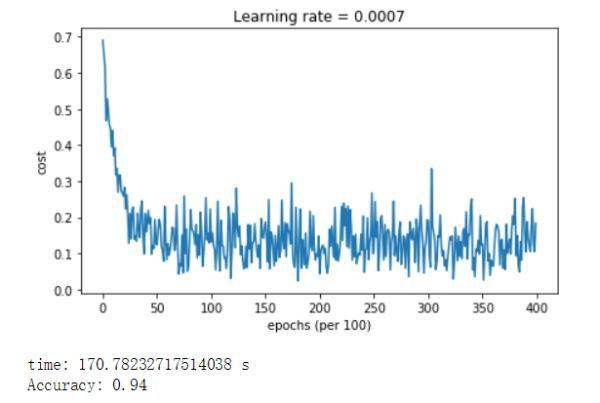 Learning rate = 0.0007
0.7
0.6
0.5
0.4
0.3
0.2
0.1
0.0
cost
0 50 100 150 200 250 300 350 400
epochs (per 100)
time: 170.78232717514038 s
Accuracy: 0.94